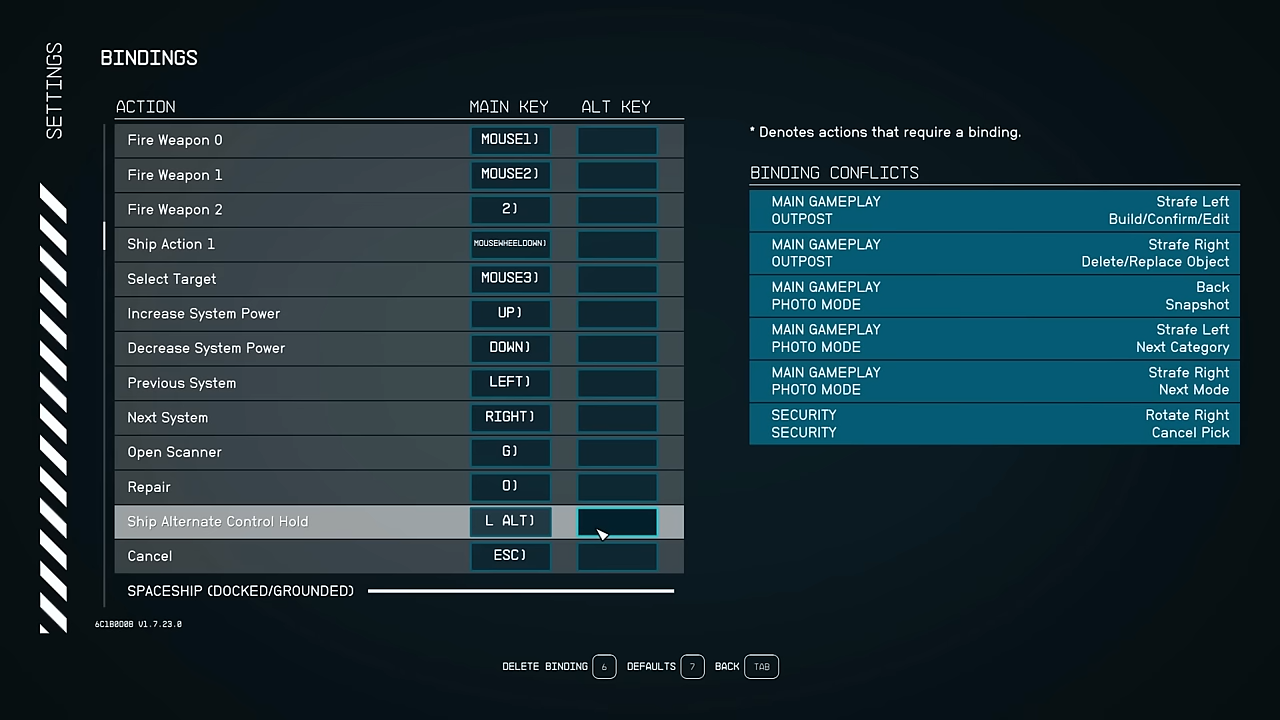 SETTINGS
BINDINGS
ACTION MAIN KEY ALT KEY
Fire Weapon 0 MOUSE1)
Fire Weapon 1 MOUSE2)
Fire Weapon 2 2)
Ship Action 1 MOUSEWHEELDOWN)
Select Target MOUSE3)
Increase System Power UP)
Decrease System Power DOWN)
Previous System LEFT)
Next System RIGHT)
Open Scanner G)
Repair O)
Ship Alternate Control Hold L ALT)
Cancel ESC)
SPACESHIP (DOCKED/GROUNDED)
* Denotes actions that require a binding.
BINDING CONFLICTS
MAIN GAMEPLAY Strafe Left
OUTPOST Build/Confirm/Edit
MAIN GAMEPLAY Strafe Right
OUTPOST Delete/Replace Object
MAIN GAMEPLAY Back
PHOTO MODE Snapshot
MAIN GAMEPLAY Strafe Left
PHOTO MODE Next Category
MAIN GAMEPLAY Strafe Right
PHOTO MODE Next Mode
SECURITY Rotate Right
SECURITY Cancel Pick
6C1B0D0B V1.7.23.0
DELETE BINDING 6 DEFAULTS 7 BACK TAB